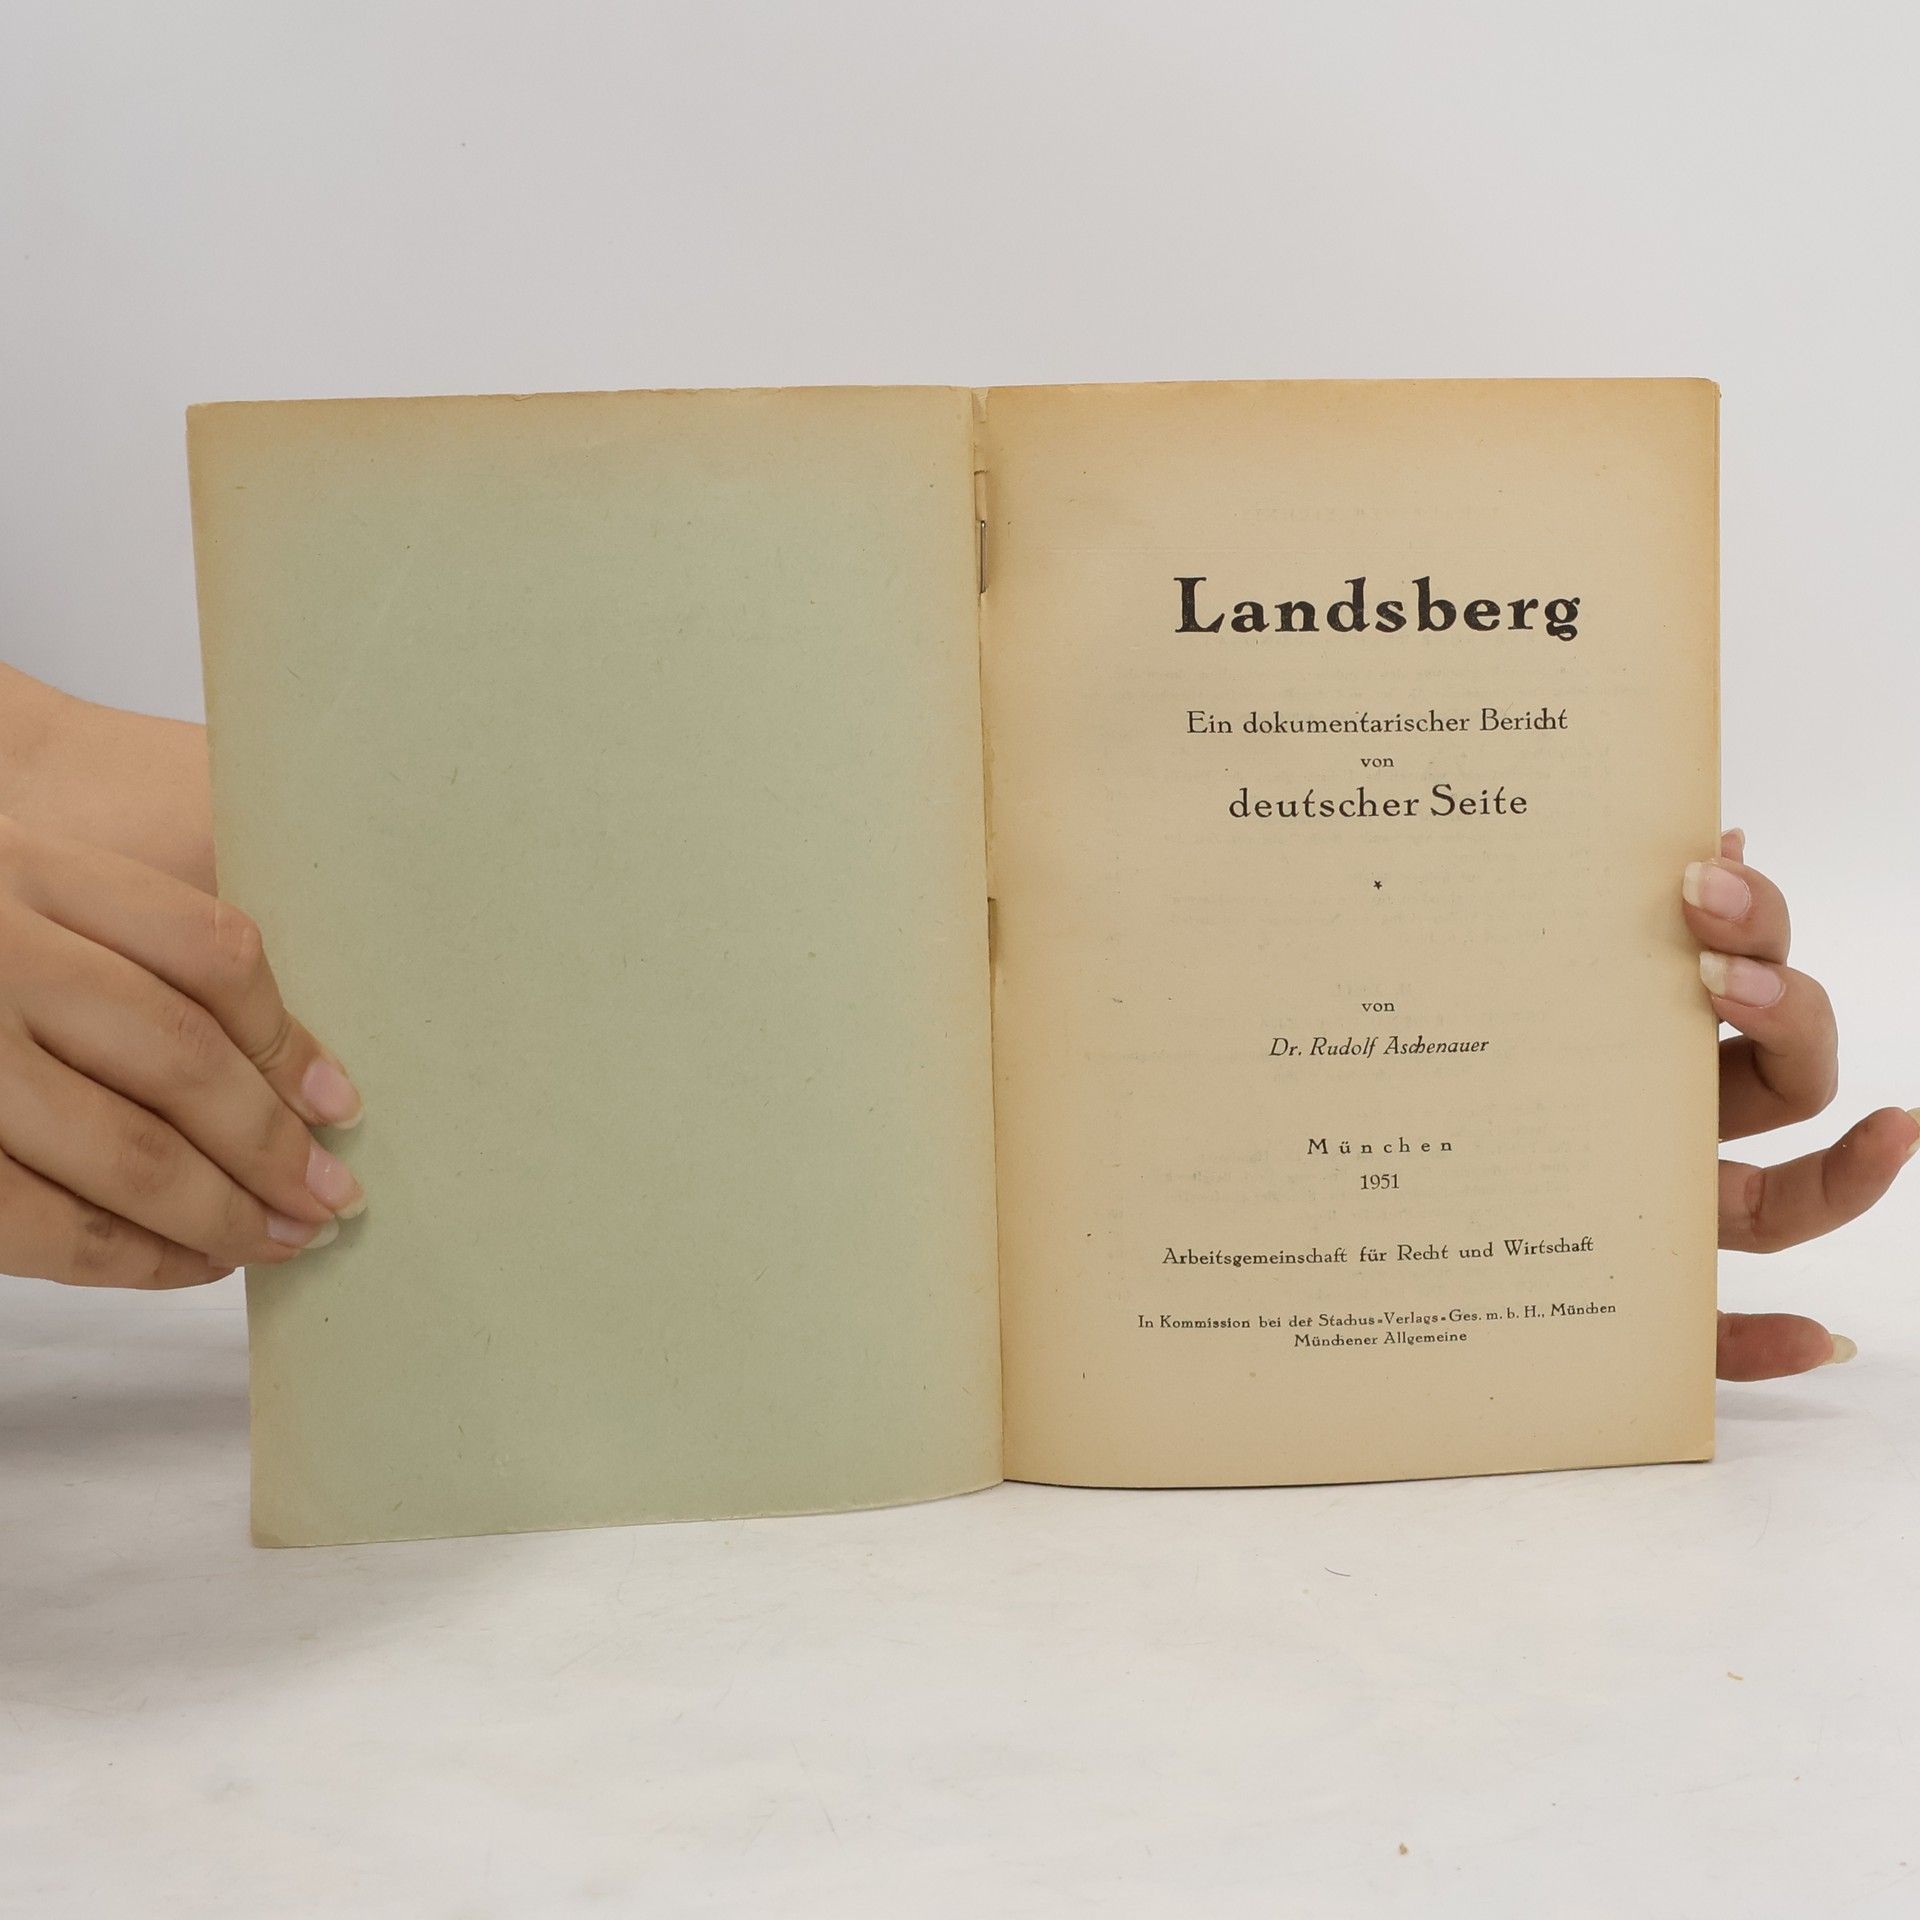 Landsberg
Ein dokumentarischer Bericht
von
deutscher Seite
*
von
Dr. Rudolf Aschenauer
München
1951
Arbeitsgemeinschaft für Recht und Wirtschaft
In Kommission bei der Stachus-Verlags-Ges. m. b. H., München
Münchener Allgemeine